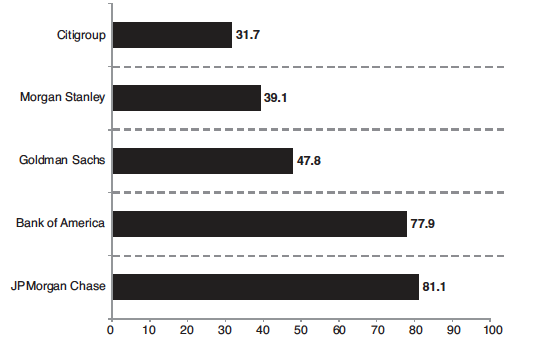 Citigroup 31.7
Morgan Stanley 39.1
Goldman Sachs 47.8
Bank of America 77.9
JPMorgan Chase 81.1
0 10 20 30 40 50 60 70 80 90 100